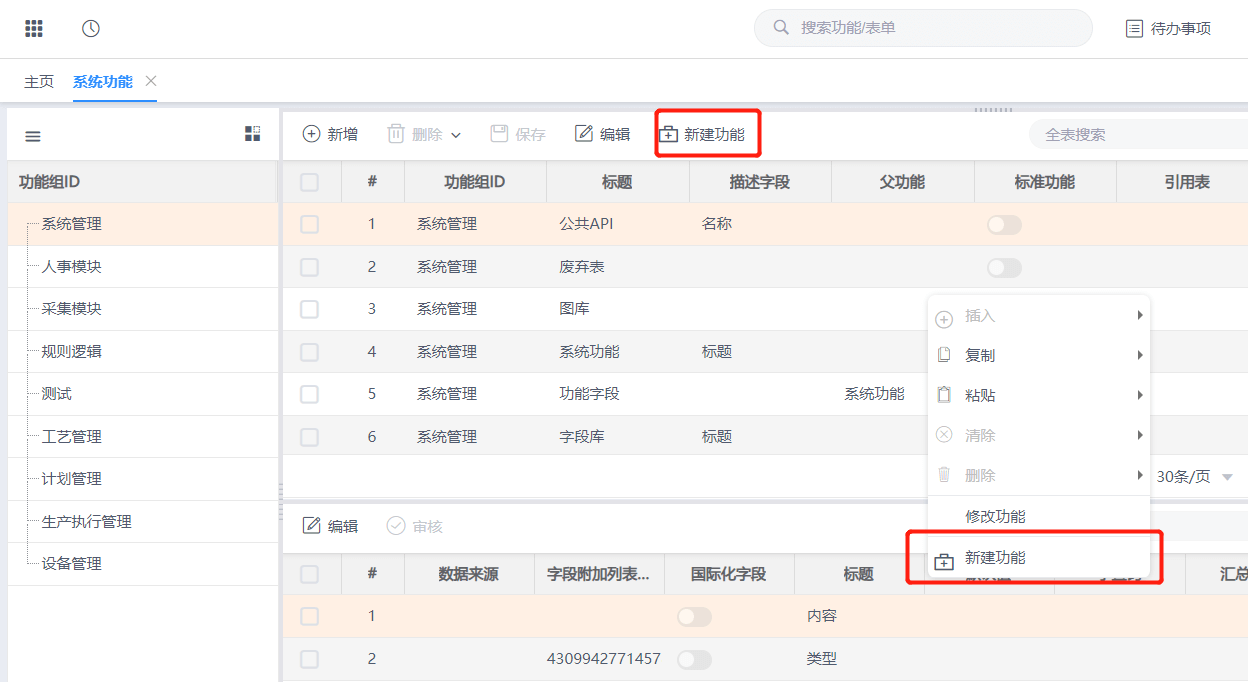 搜索功能/表单
待办事项
主页 系统功能
新增 删除 保存 编辑 新建功能 全表搜索
功能组ID
系统管理
人事模块
采集模块
规则逻辑
测试
工艺管理
计划管理
生产执行管理
设备管理
# 功能组ID 标题 描述字段 父功能 标准功能 引用表
1 系统管理 公共API 名称
2 系统管理 废弃表
3 系统管理 图库
4 系统管理 系统功能 标题
5 系统管理 功能字段 系统功能
6 系统管理 字段库 标题
30条/页
插入
复制
粘贴
清除
删除
修改功能
新建功能
编辑 审核
# 数据来源 字段附加列表... 国际化字段 标题 汇总
1 内容
2 4309942771457 类型